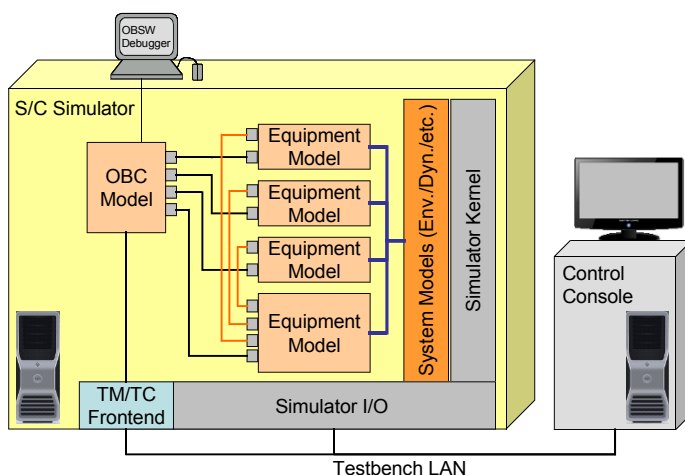 OBSW
Debugger
S/C Simulator
OBC
Model
Equipment
Model
Equipment
Model
Equipment
Model
Equipment
Model
System Models (Env./Dyn./etc.)
Simulator Kernel
Control
Console
TM/TC
Frontend
Simulator I/O
Testbench LAN